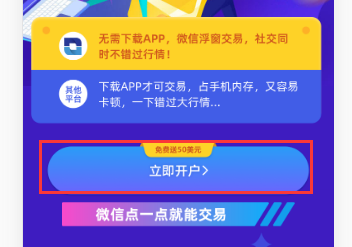 无需下载APP，微信浮窗交易，社交同
时不错过行情！
其他
平台
下载APP才可交易，占手机内存，又容易
卡顿，一下错过大行情...
免费送50美元
立即开户>
微信点一点就能交易